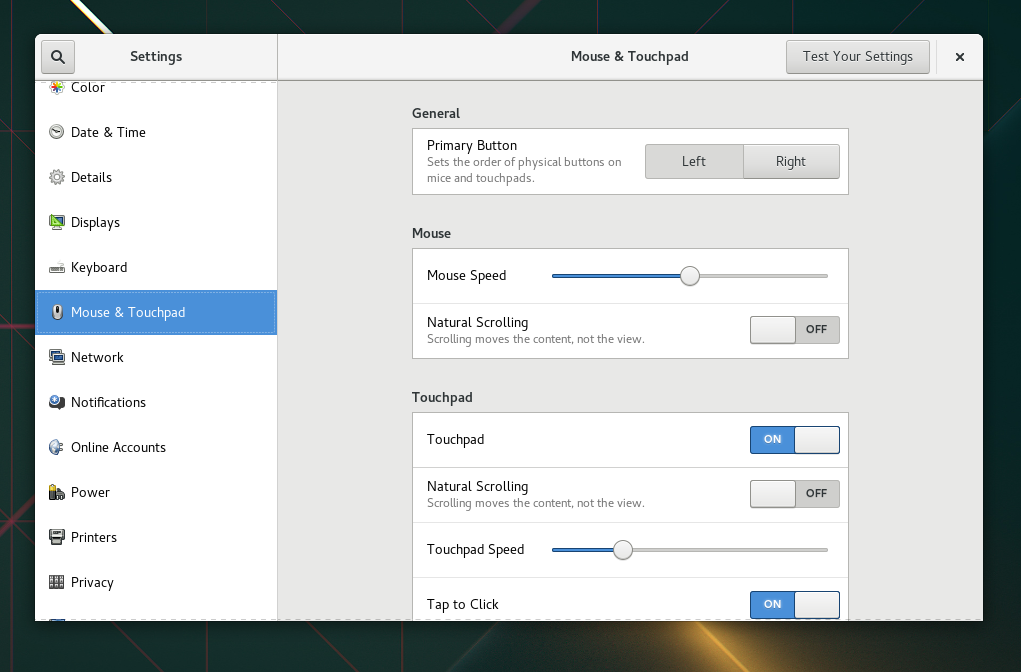 Settings
Mouse & Touchpad
Test Your Settings
Color
Date & Time
Details
Displays
Keyboard
Mouse & Touchpad
Network
Notifications
Online Accounts
Power
Printers
Privacy
General
Primary Button
Sets the order of physical buttons on
mice and touchpads.
Left
Right
Mouse
Mouse Speed
Natural Scrolling
Scrolling moves the content, not the view.
OFF
Touchpad
Touchpad
ON
Natural Scrolling
Scrolling moves the content, not the view.
OFF
Touchpad Speed
Tap to Click
ON